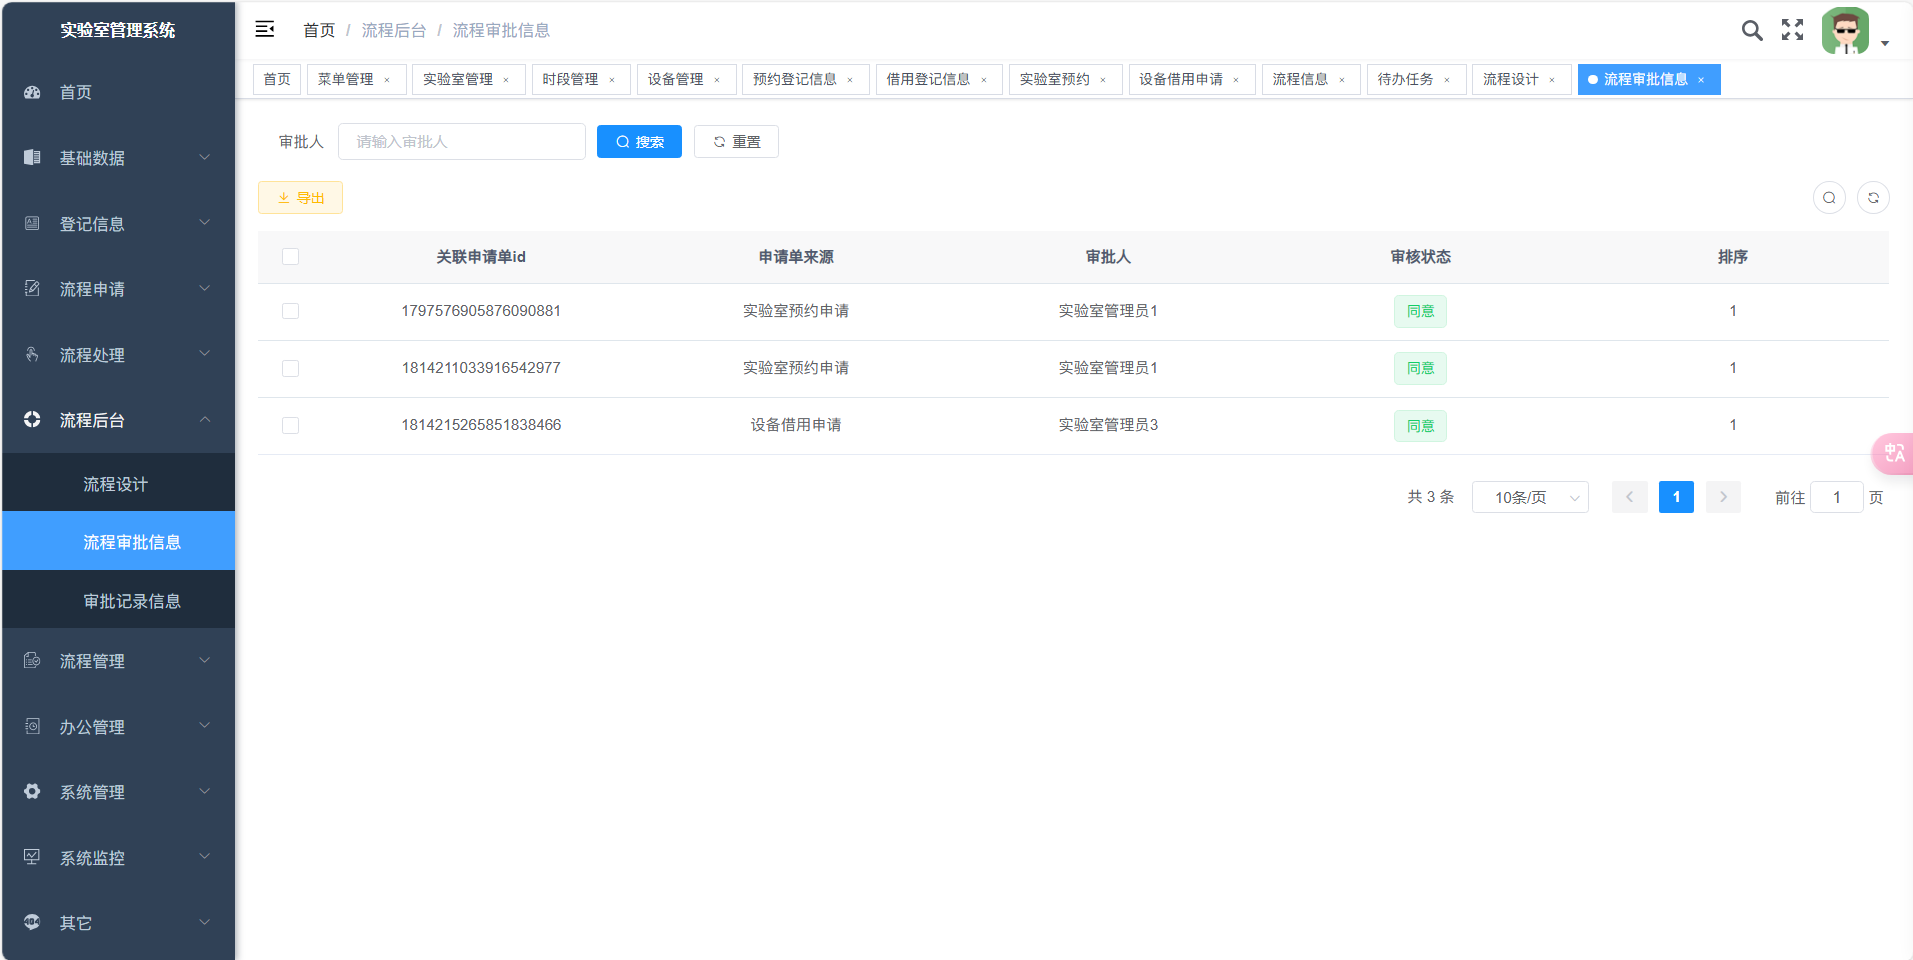 实验室管理系统
首页
基础数据
登记信息
流程申请
流程处理
流程后台
流程设计
流程审批信息
审批记录信息
流程管理
办公管理
系统管理
系统监控
其它
首页 / 流程后台 / 流程审批信息
首页 菜单管理 × 实验室管理 × 时段管理 × 设备管理 × 预约登记信息 × 借用登记信息 × 实验室预约 × 设备借用申请 × 流程信息 × 待办任务 × 流程设计 × 流程审批信息 ×
审批人 请输入审批人 搜索 重置
导出
关联申请单id 申请单来源 审批人 审核状态 排序
1797576905876090881 实验室预约申请 实验室管理员1 同意 1
1814211033916542977 实验室预约申请 实验室管理员1 同意 1
1814215265851838466 设备借用申请 实验室管理员3 同意 1
共 3 条 10条/页 1 前往 1 页
中A